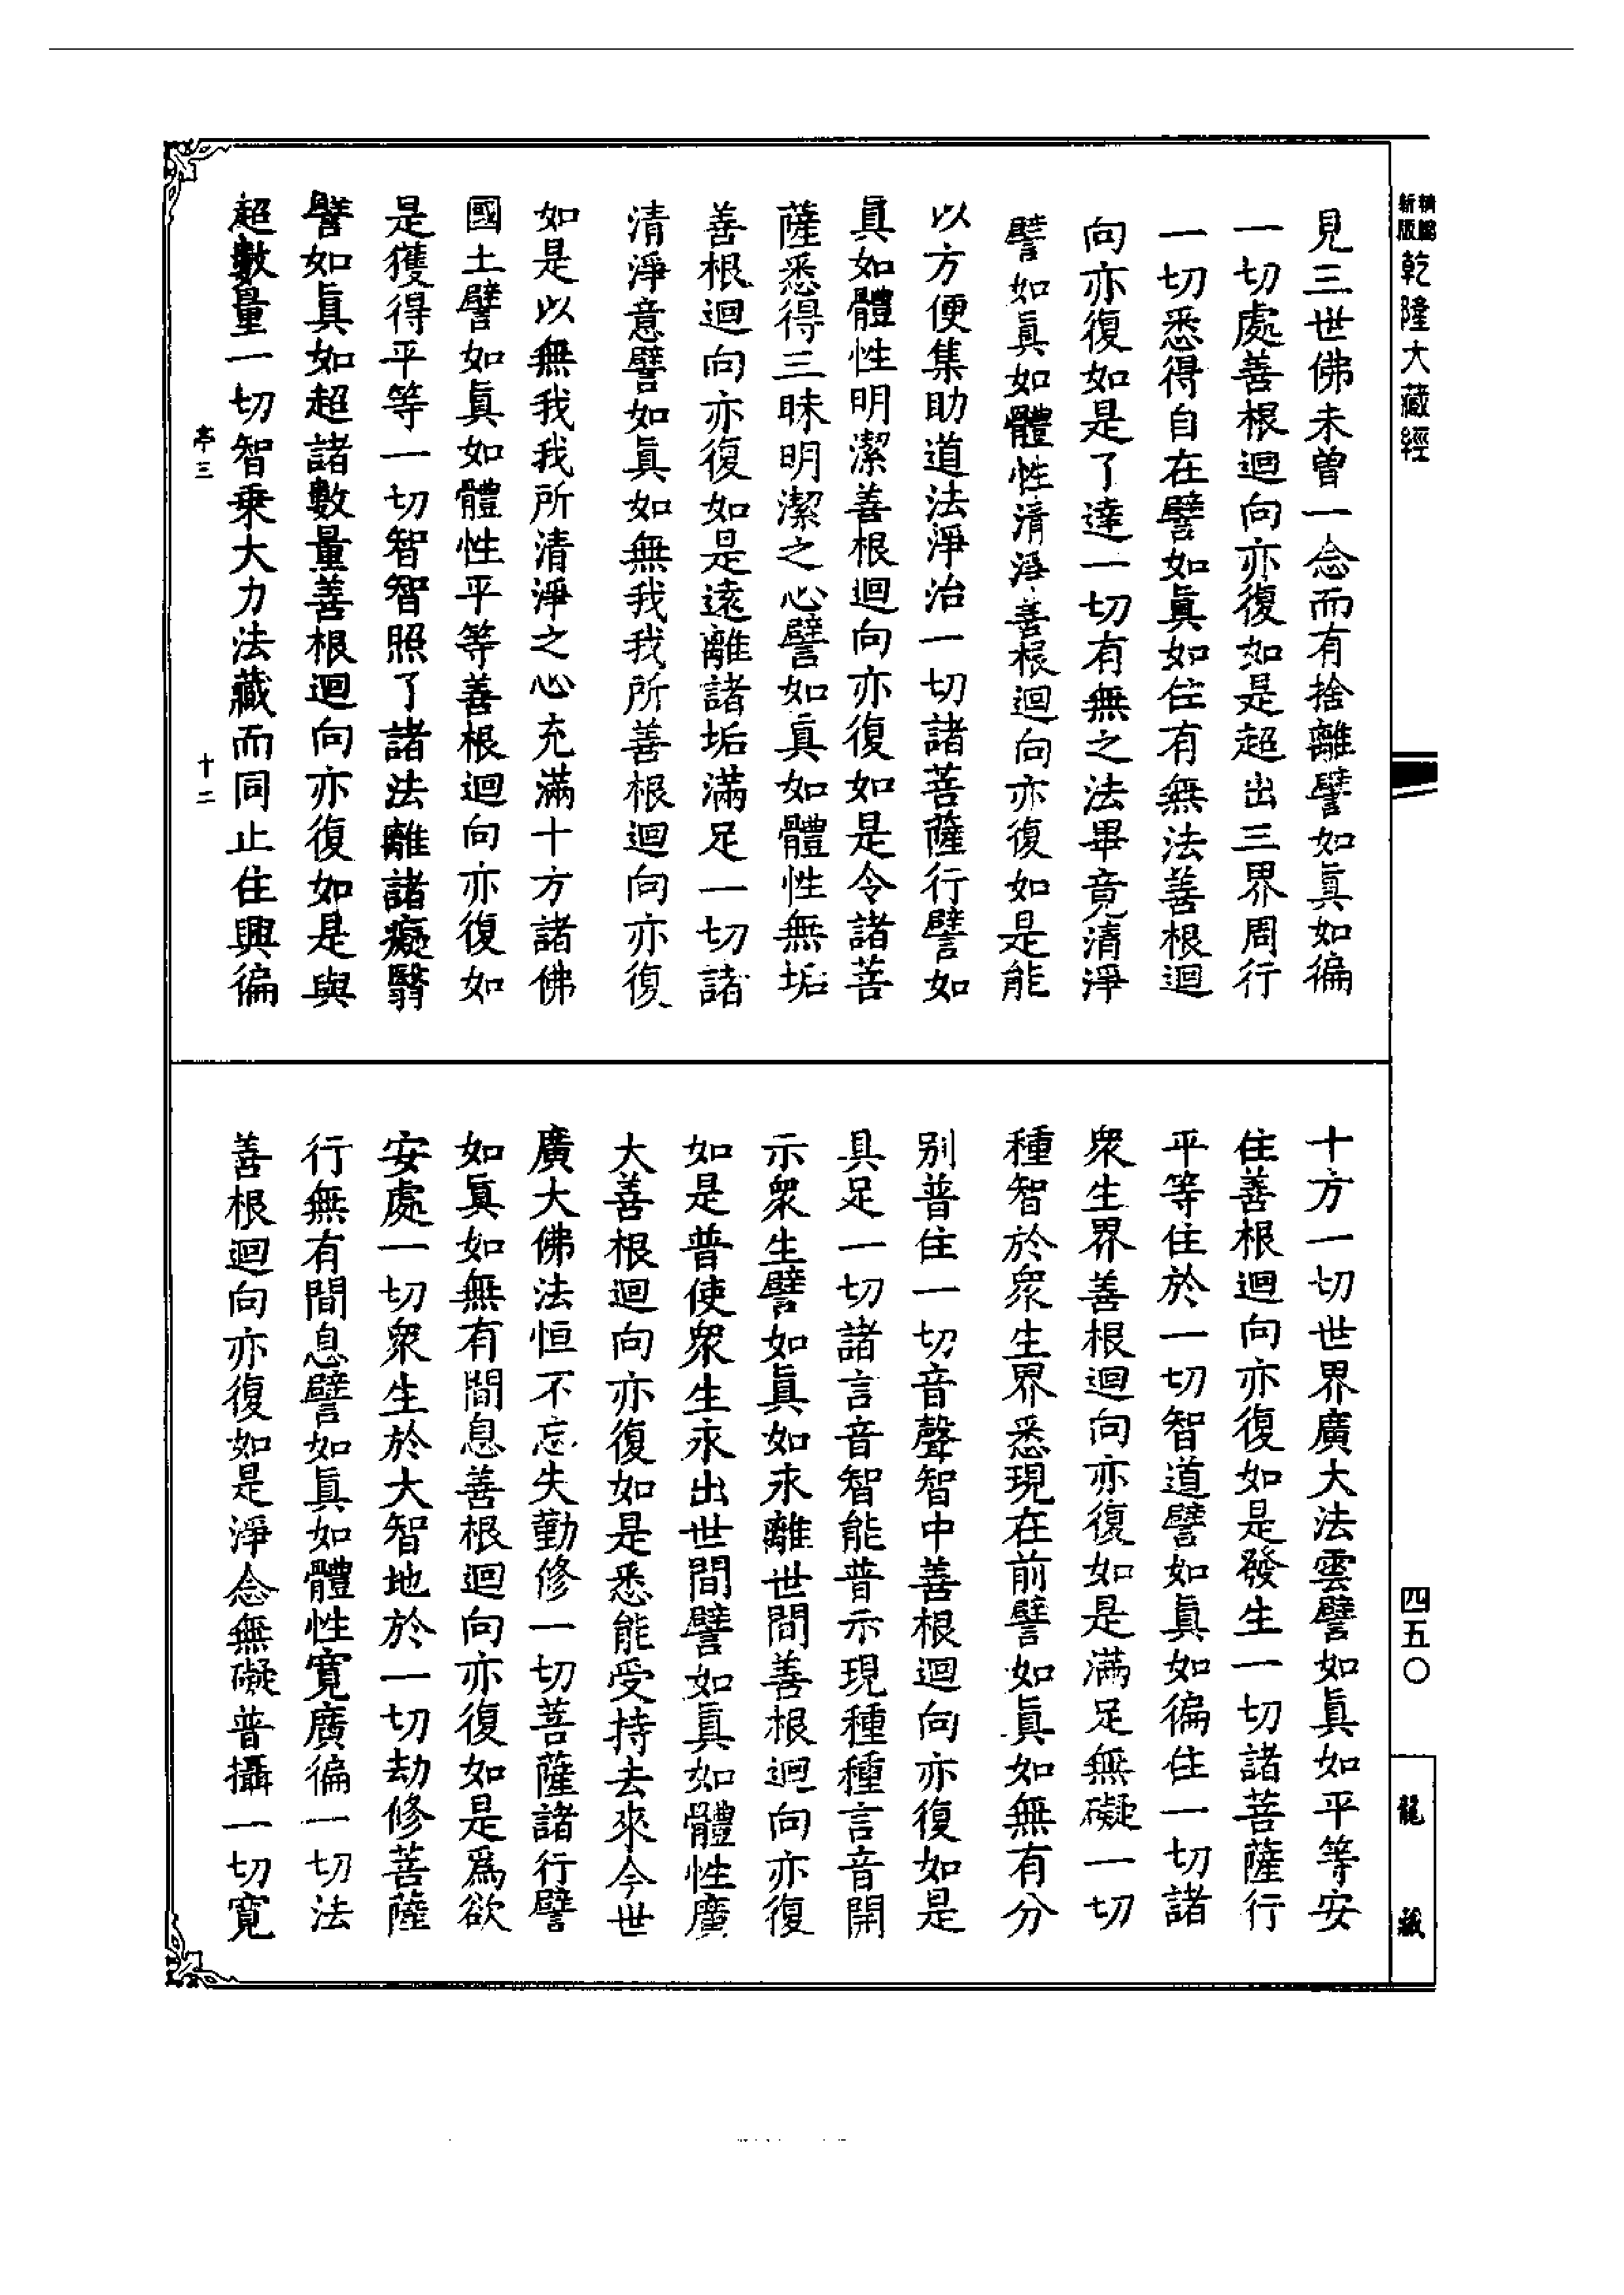 新版
精縮
乾隆大藏經
四五〇
龍藏
見三世佛未曾一念而有捨離譬如眞如徧
一切處善根迴向亦復如是超出三界周行
一切悉得自在譬如眞如住有無法善根迴
向亦復如是了達一切有無之法畢竟清淨
譬如眞如體性清淨善根迴向亦復如是能
以方便集助道法淨治一切諸菩薩行譬如
眞如體性明潔善根迴向亦復如是令諸菩
薩悉得三昧明潔之心譬如眞如體性無垢
善根迴向亦復如是遠離諸垢滿足一切諸
清淨意譬如眞如無我我所善根迴向亦復
如是以無我我所清淨之心充滿十方諸佛
國土譬如眞如體性平等善根迴向亦復如
是獲得平等一切智智照了諸法離諸癡翳
譬如眞如超諸數量善根迴向亦復如是與
超數量一切智乗大力法藏而同止住興徧
亭三
十二
十方一切世界廣大法雲譬如眞如平等安
住善根迴向亦復如是發生一切諸菩薩行
平等住於一切智道譬如眞如徧住一切諸
衆生界善根迴向亦復如是滿足無礙一切
種智於衆生界悉現在前譬如眞如無有分
别普住一切音聲智中善根迴向亦復如是
具足一切諸言音智能普示現種種言音開
示衆生譬如眞如永離世間善根迴向亦復
如是普使衆生永出世間譬如眞如體性廣
大善根迴向亦復如是悉能受持去來今世
廣大佛法恒不忘失勤修一切菩薩諸行譬
如眞如無有間息善根迴向亦復如是爲欲
安處一切衆生於大智地於一切劫修菩薩
行無有間息譬如眞如體性寬廣徧一切法
善根迴向亦復如是淨念無礙普攝一切寬